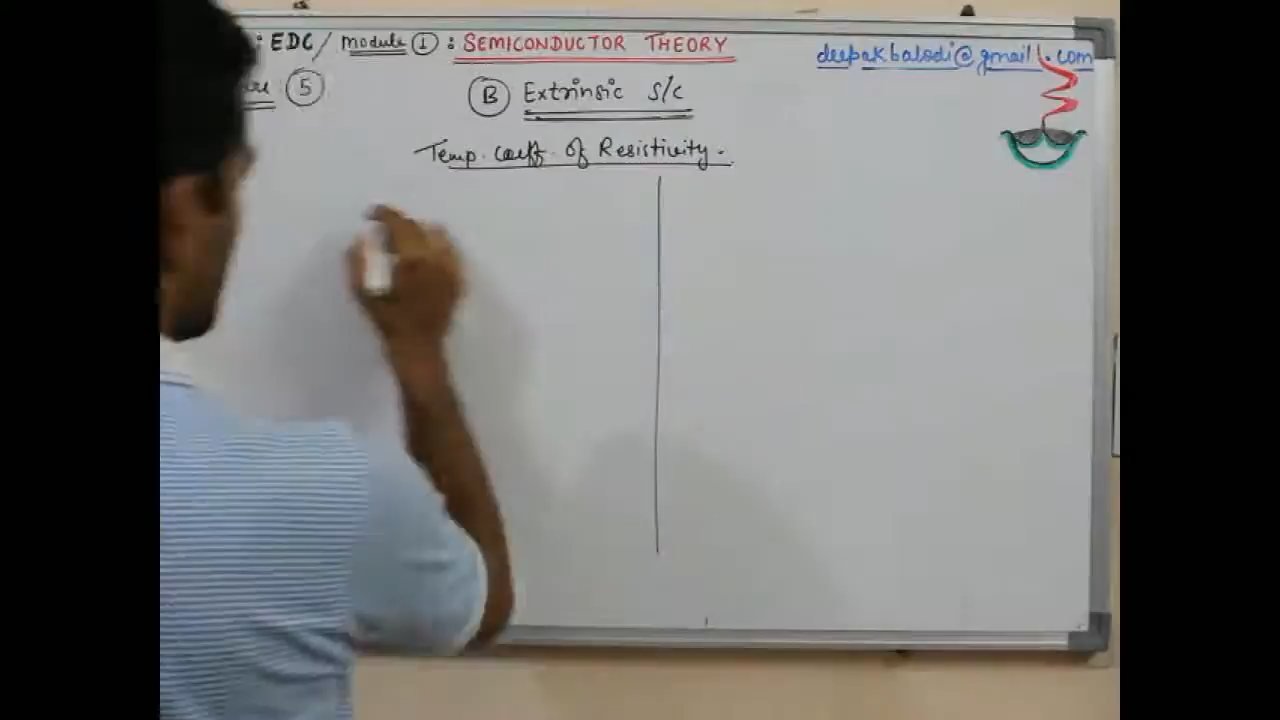 : EDC / module ① : SEMICONDUCTOR THEORY
deepakbalodi@gmail.com
⑤
Ⓑ Extrinsic S/C
Temp. coeff. of Resistivity.